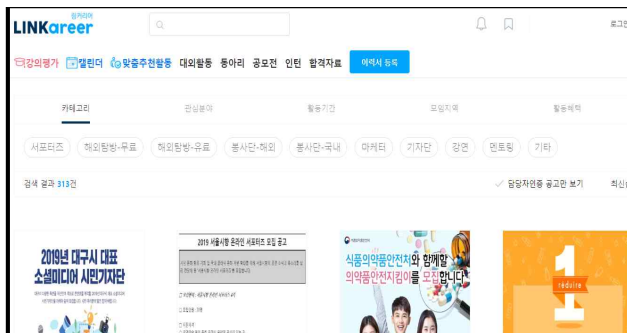 링커리어
LINKareer
로그인
강의평가 캘린더 맞춤추천활동 대외활동 동아리 공모전 인턴 합격자료 이력서 등록
카테고리 관심분야 활동기간 모임지역 활동혜택
서포터즈 해외탐방-무료 해외탐방-유료 봉사단-해외 봉사단-국내 마케터 기자단 강연 멘토링 기타
검색 결과 313건 담당자인증 공고만 보기 최신순
2019년 대구시 대표
소셜미디어 시민기자단
2019 서울시향 온라인 서포터즈 모집 공고
식품의약품안전처와 함께할
의약품안전지킴이를 모집합니다
1
réduire